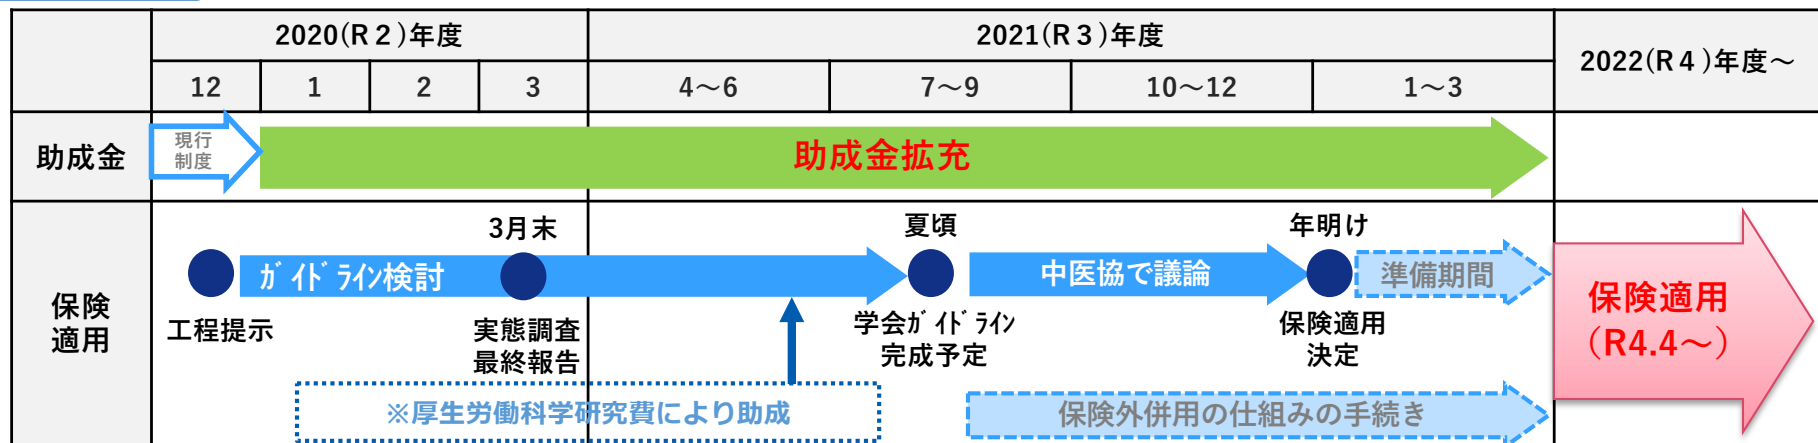 2020(R２)年度
2021(R３)年度
2022(R４)年度～
12
1
2
3
4～6
7～9
10～12
1～3
助成金
現行
制度
助成金拡充
保険
適用
3月末
夏頃
年明け
ｶﾞｲﾄﾞﾗｲﾝ検討
中医協で議論
準備期間
工程提示
実態調査
最終報告
学会ｶﾞｲﾄﾞﾗｲﾝ
完成予定
保険適用
決定
保険適用
（R4.4～）
※厚生労働科学研究費により助成
保険外併用の仕組みの手続き